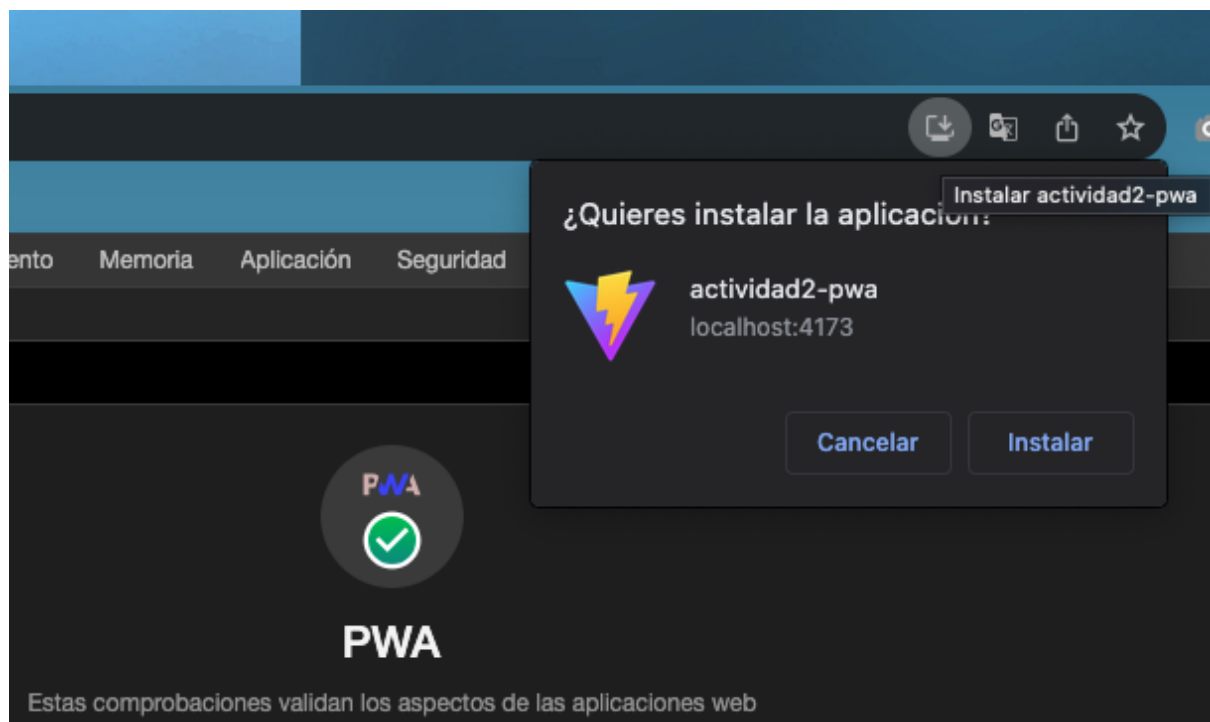 Instalar actividad2-pwa
¿Quieres instalar la aplicación?
ento Memoria Aplicación Seguridad
actividad2-pwa
localhost:4173
Cancelar Instalar
PWA
PWA
Estas comprobaciones validan los aspectos de las aplicaciones web